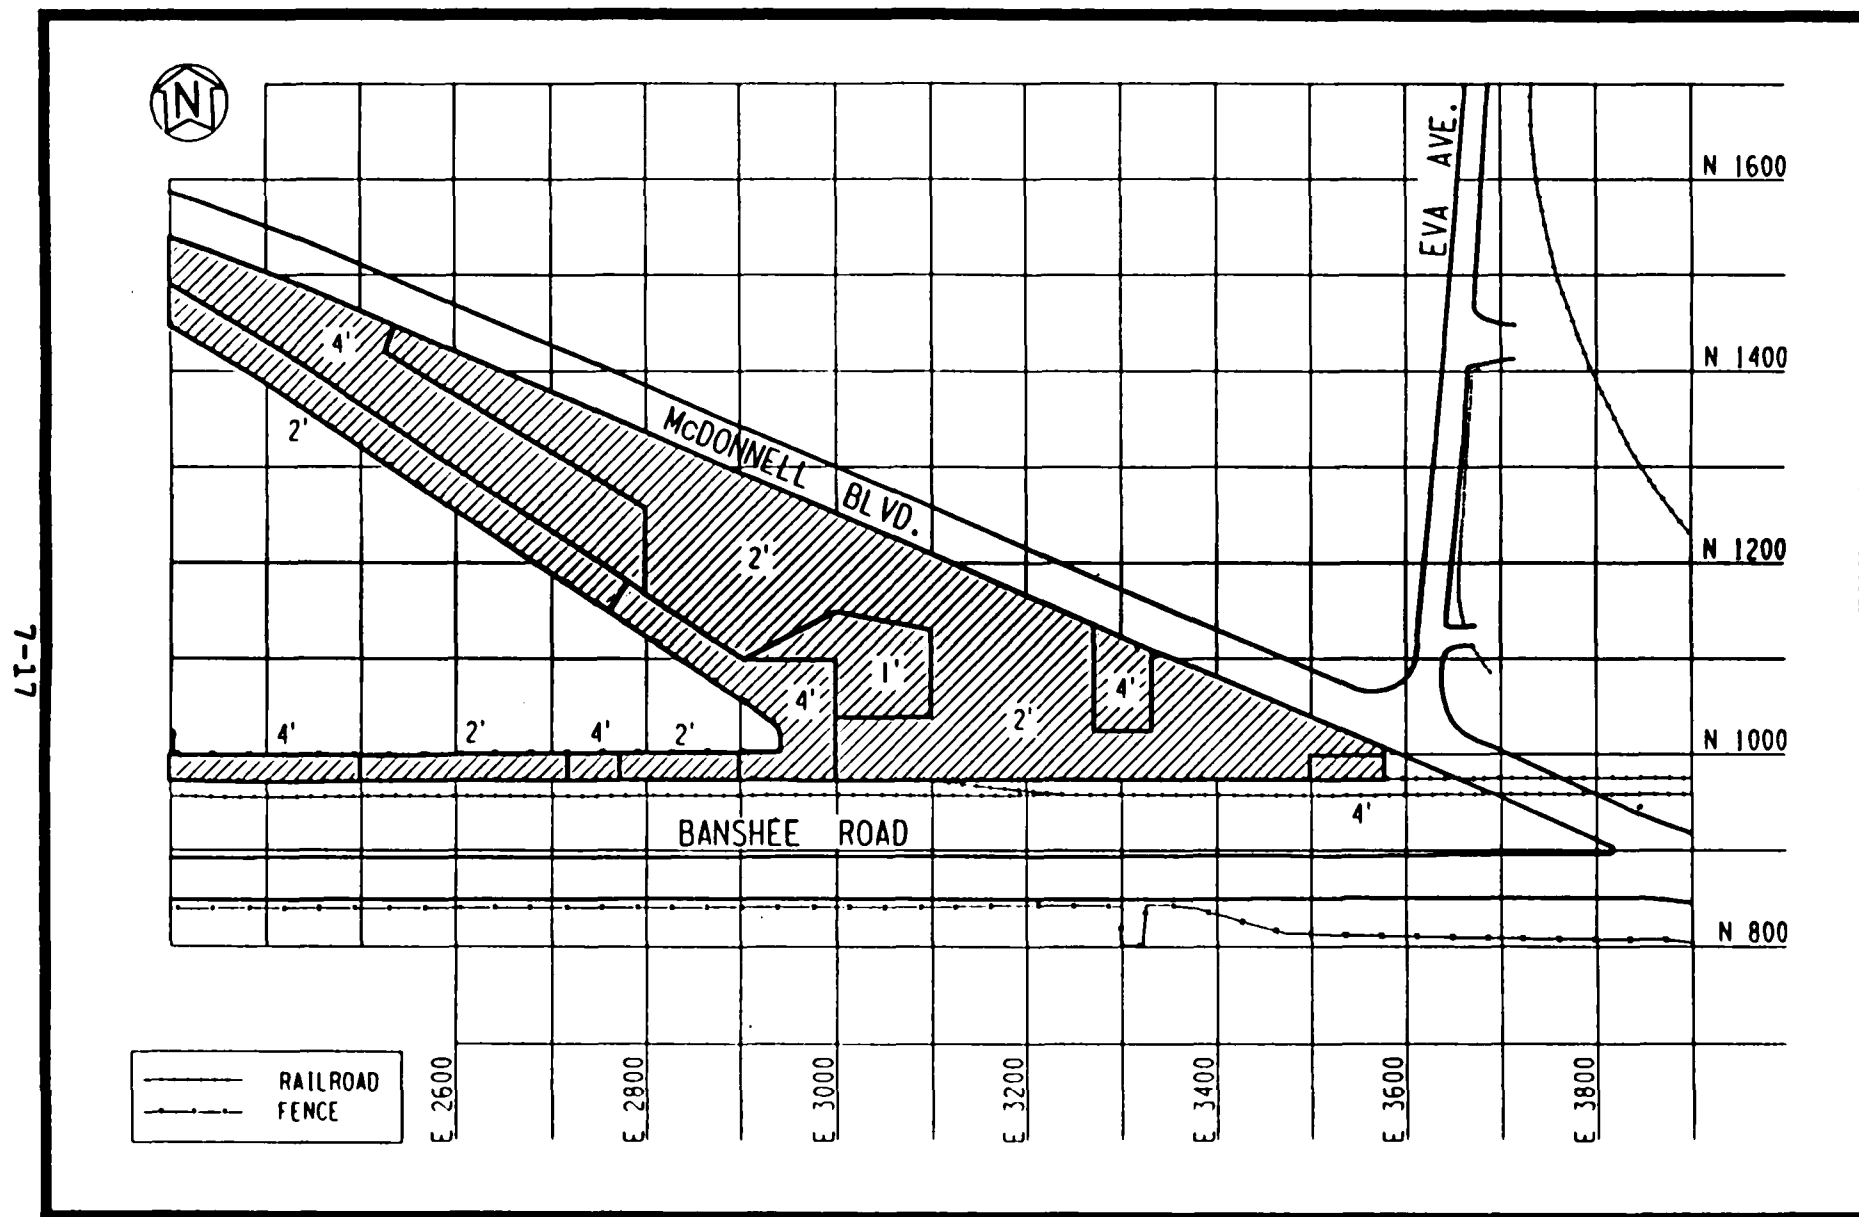 N
EVA AVE.
N 1600
N 1400
4'
2'
McDONNELL BLVD.
2'
N 1200
1'
4'
4'
2'
4'
2'
4'
2'
N 1000
4'
BANSHEE ROAD
N 800
RAILROAD
FENCE
E 2600
E 2800
E 3000
E 3200
E 3400
E 3600
E 3800
7-17